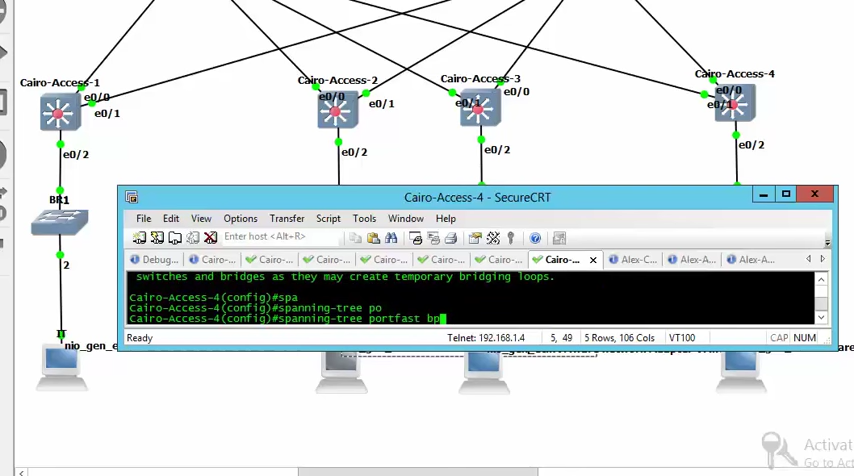 Cairo-Access-1
e0/0
e0/1
e0/2
Cairo-Access-2
e0/0
e0/1
e0/2
Cairo-Access-3
e0/0
e0/1
e0/2
Cairo-Access-4
e0/0
e0/1
e0/2
BR1
2
IT
nio_gen_e
Cairo-Access-4 - SecureCRT
File Edit View Options Transfer Script Tools Window Help
Enter host <Alt+R>
Debug... Cairo-... Cairo-... Cairo-... Cairo-... Cairo-... Cairo-... Alex-C... Alex-A... Alex-A...
switches and bridges as they may create temporary bridging loops.
Cairo-Access-4(config)#spa
Cairo-Access-4(config)#spanning-tree po
Cairo-Access-4(config)#spanning-tree portfast bp
Ready Telnet: 192.168.1.4 5, 49 5 Rows, 106 Cols VT100 CAP NUM
Activat
Go to Ac